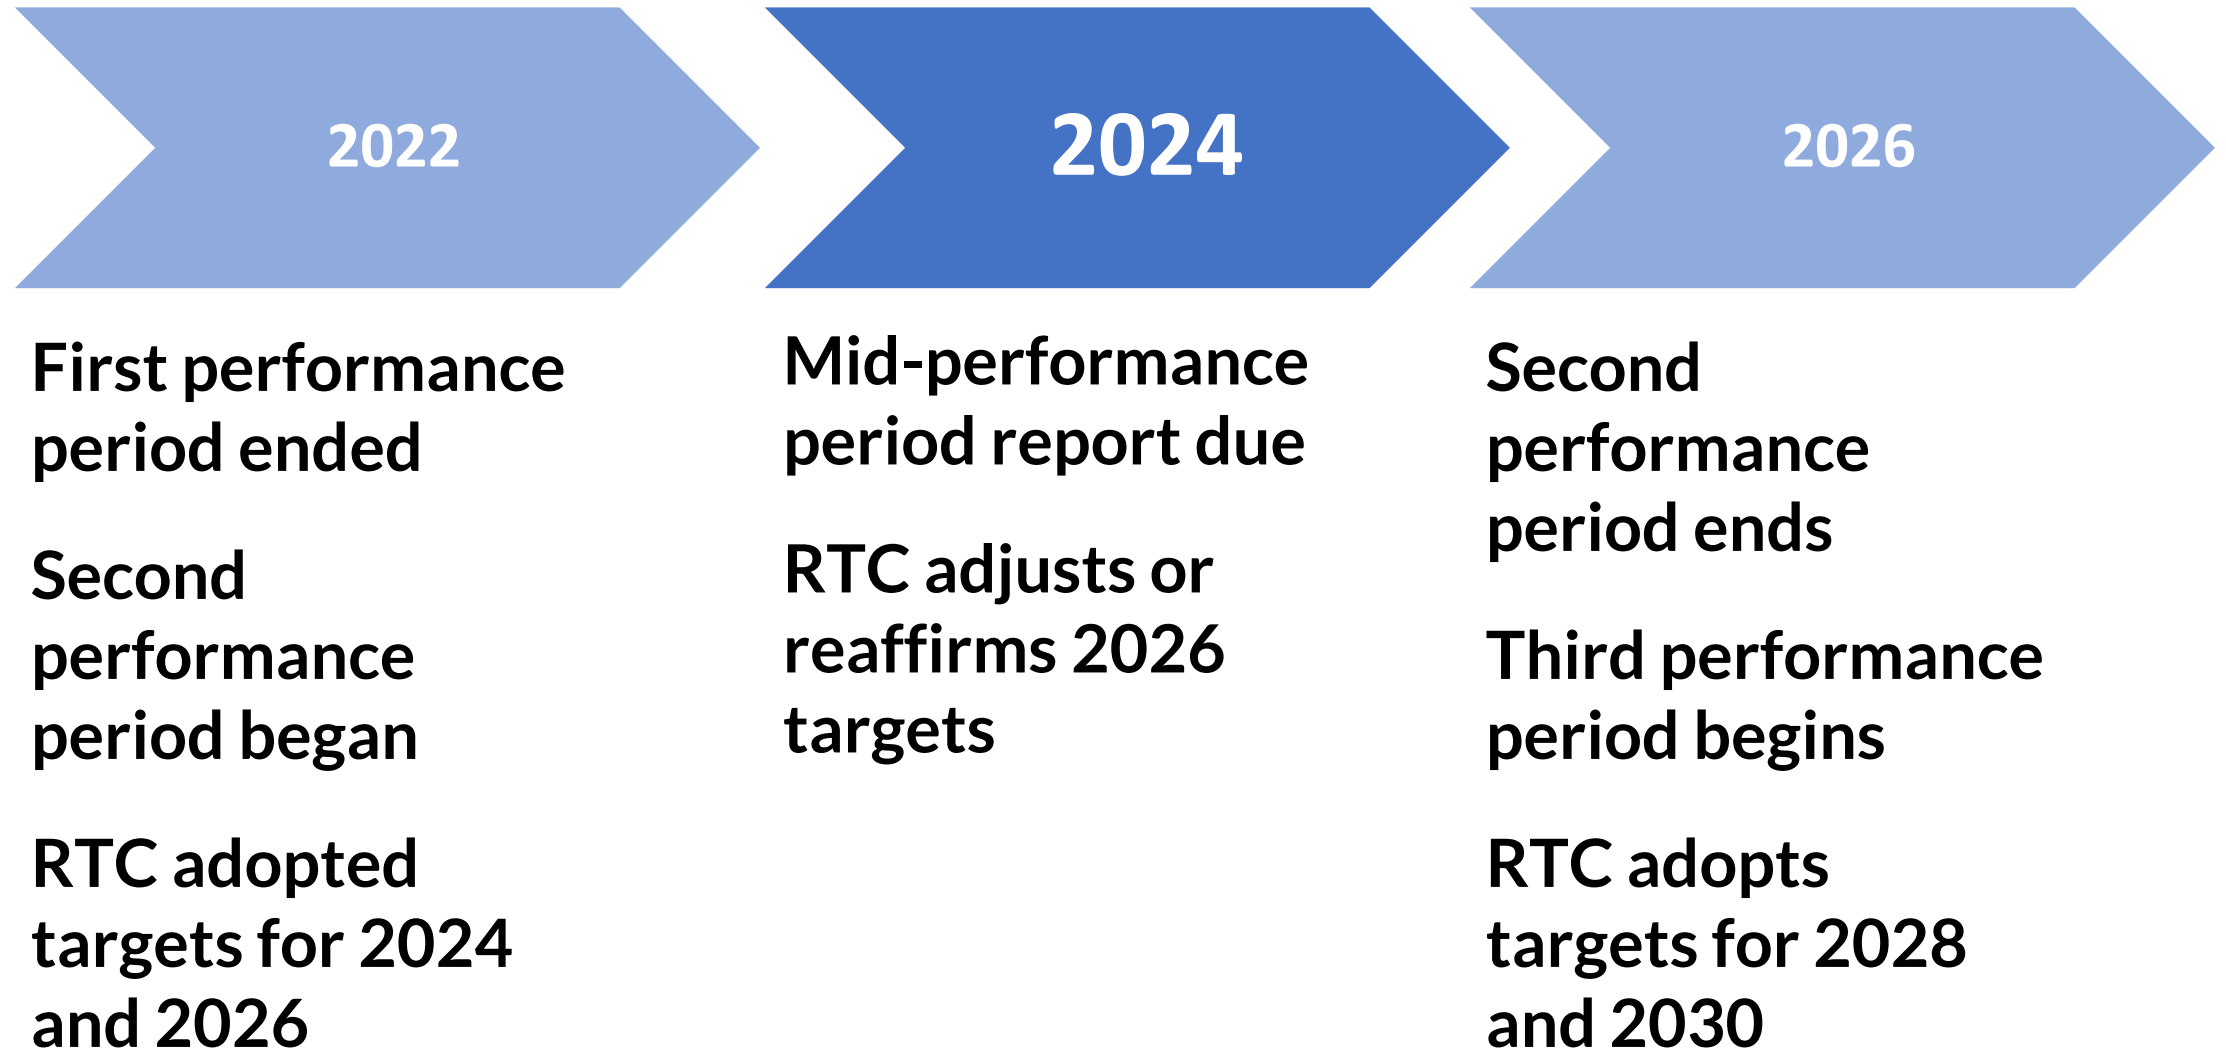 2022
First performance
period ended
Second
performance
period began
RTC adopted
targets for 2024
and 2026
2024
Mid-performance
period report due
RTC adjusts or
reaffirms 2026
targets
2026
Second
performance
period ends
Third performance
period begins
RTC adopts
targets for 2028
and 2030